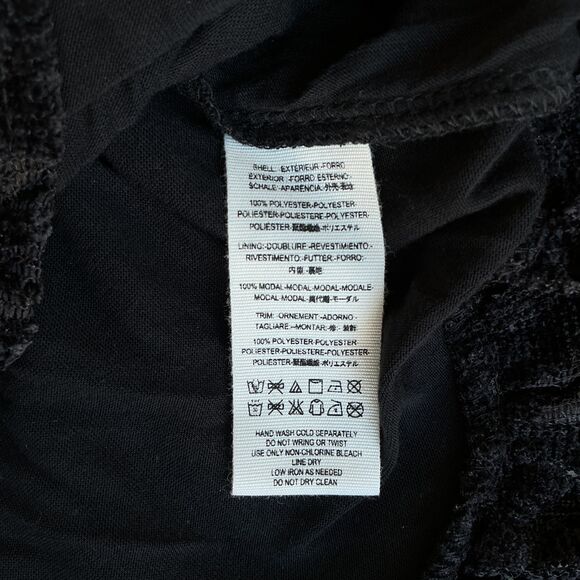 SHELL: EXTERIEUR-FORRO
EXTERIOR -FORRO ESTERNO-
SCHALE-APARENCIA-外壳-表地
100% POLYESTER-POLYESTER-
POLIESTER-POLIESTERE-POLYESTER-
POLIESTER-聚酯纖維-ポリエステル
LINING:-DOUBLURE -REVESTIMIENTO-
RIVESTIMENTO-FUTTER-FORRO:-
内裡-裏地
100% MODAL-MODAL-MODAL-MODALE-
MODAL-MODAL-莫代爾-モーダル
TRIM: -ORNEMENT -ADORNO -
TAGLIARE -MONTAR-
100% POLYESTER-POLYESTER-
POLIESTER-POLIESTERE-POLYESTER-
POLIESTER-聚酯纖維-ポリエステル
HAND WASH COLD SEPARATELY
DO NOT WRING OR TWIST
USE ONLY NON-CHLORINE BLEACH
LINE DRY
LOW IRON AS NEEDED
DO NOT DRY CLEAN